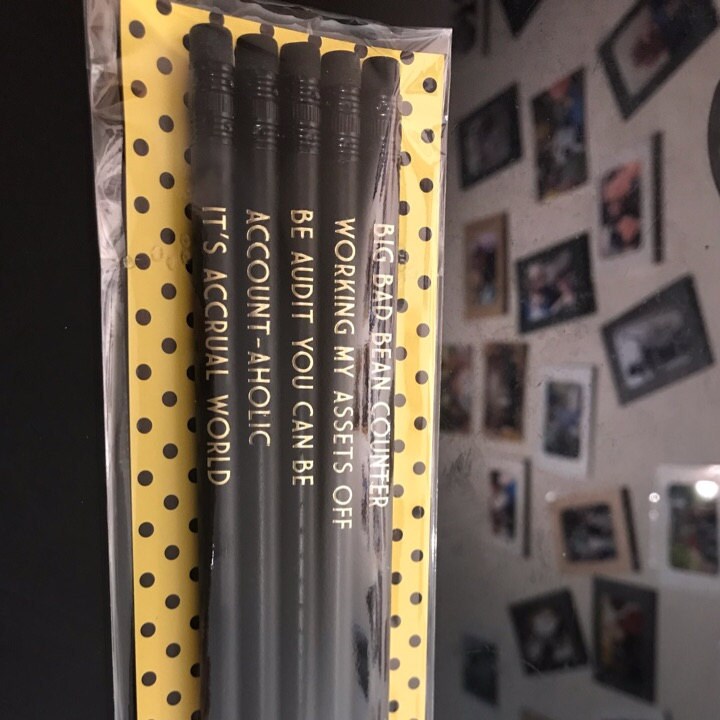 BIG BAD BEAN COUNTER
WORKING MY ASSETS OFF
BE AUDIT YOU CAN BE
ACCOUNT-AHOLIC
IT'S ACCRUAL WORLD